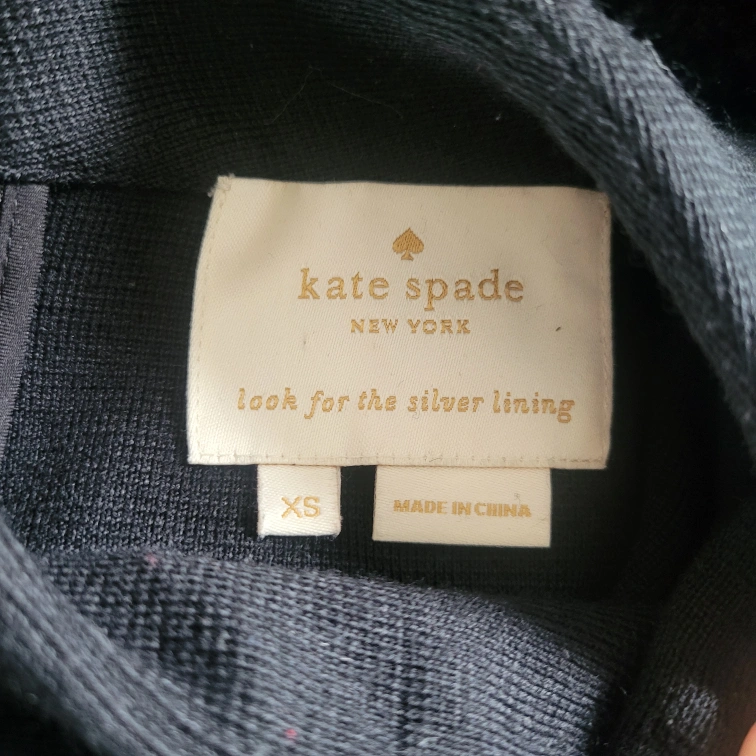 kate spade
NEW YORK
look for the silver lining
XS
MADE IN CHINA